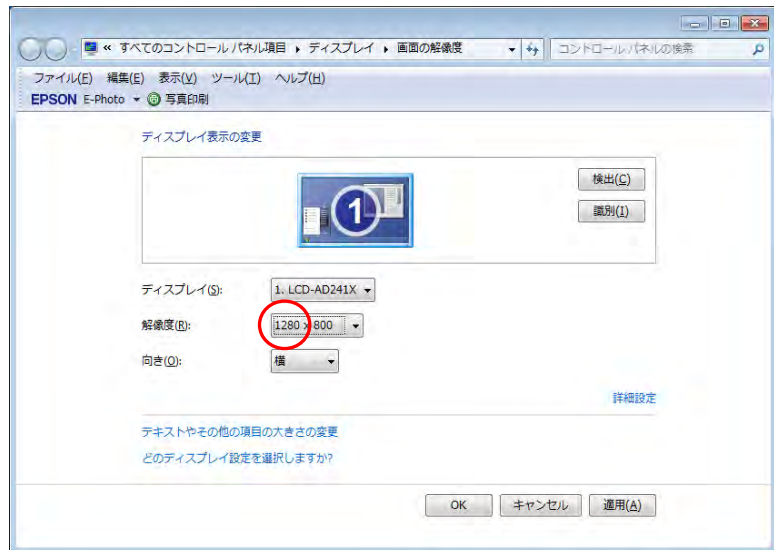 « すべてのコントロール パネル項目 ▸ ディスプレイ ▸ 画面の解像度 コントロール パネルの検索
ファイル(F) 編集(E) 表示(V) ツール(T) ヘルプ(H)
EPSON E-Photo 写真印刷
ディスプレイ表示の変更
1
検出(C)
識別(I)
ディスプレイ(S): 1. LCD-AD241X
解像度(R): 1280 x 800
向き(O): 横
詳細設定
テキストやその他の項目の大きさの変更
どのディスプレイ設定を選択しますか?
OK キャンセル 適用(A)